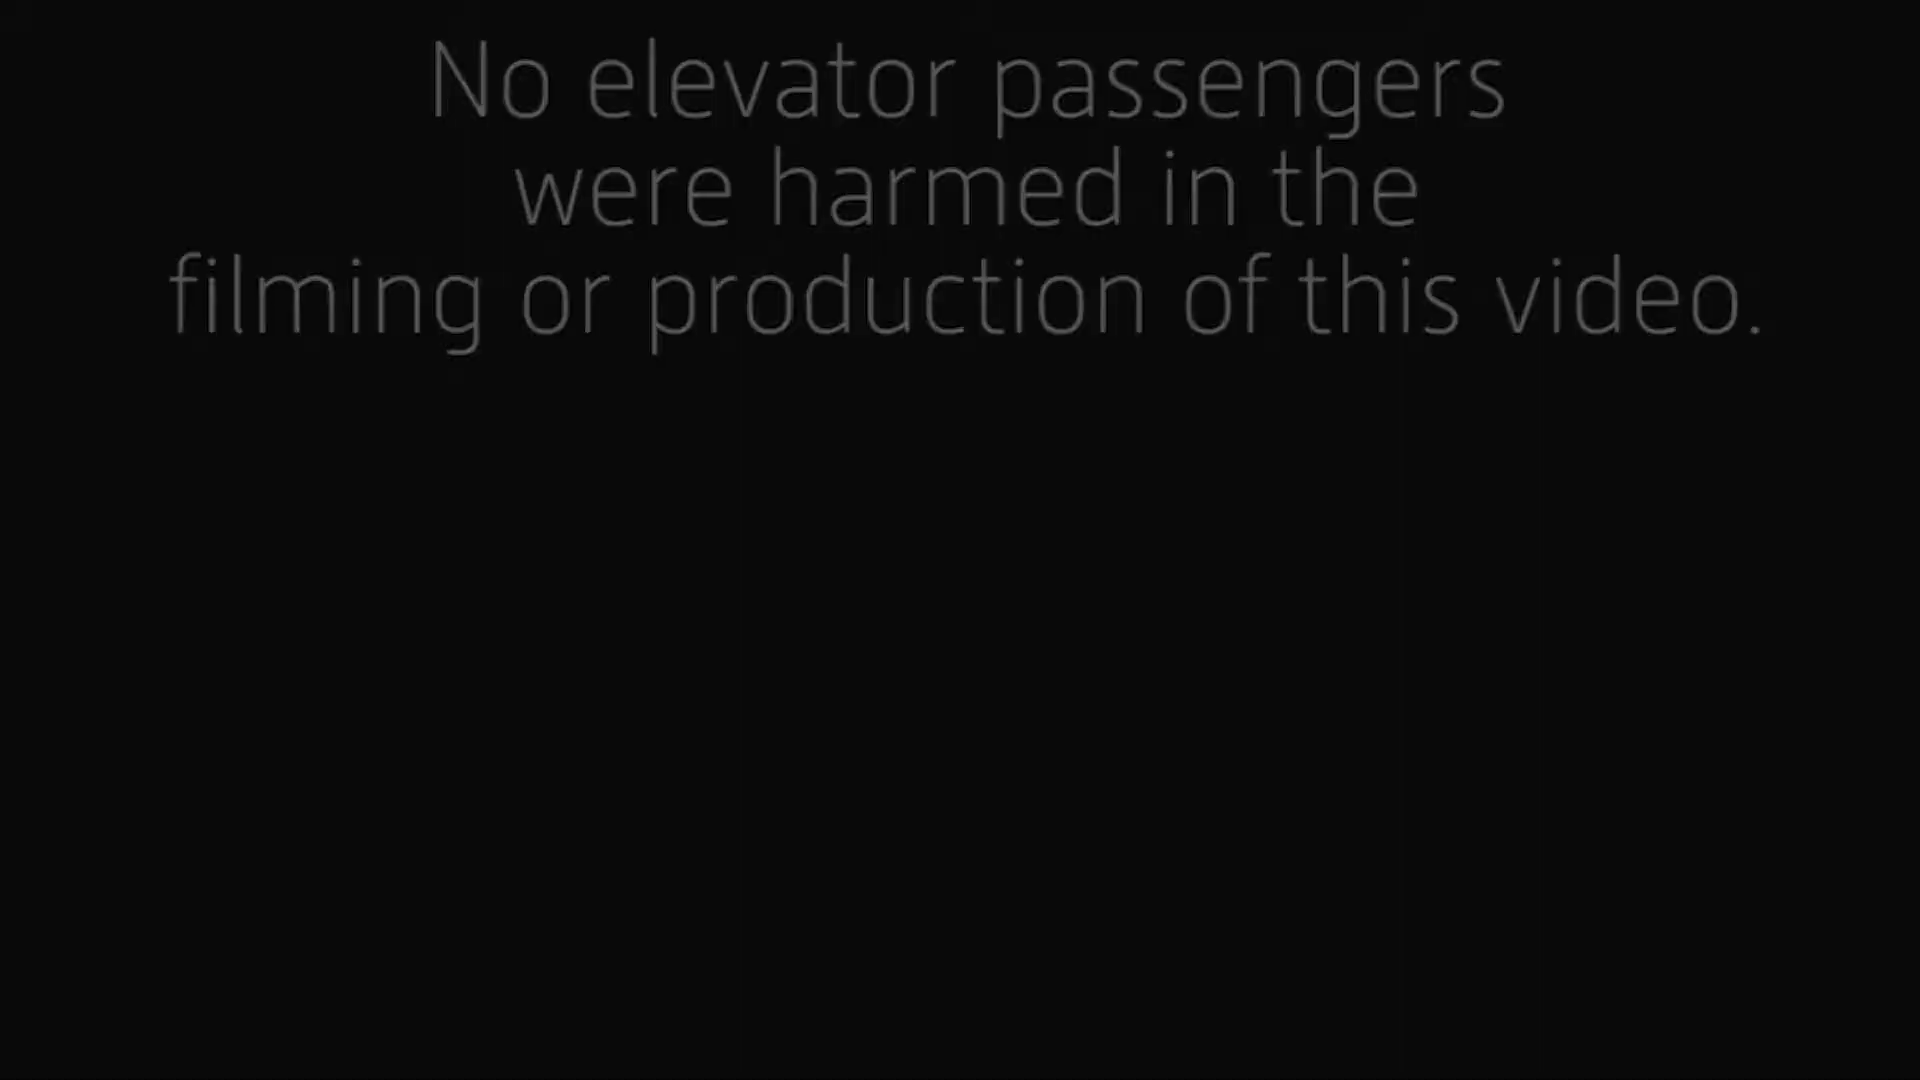 No elevator passengers
were harmed in the
filming or production of this video.